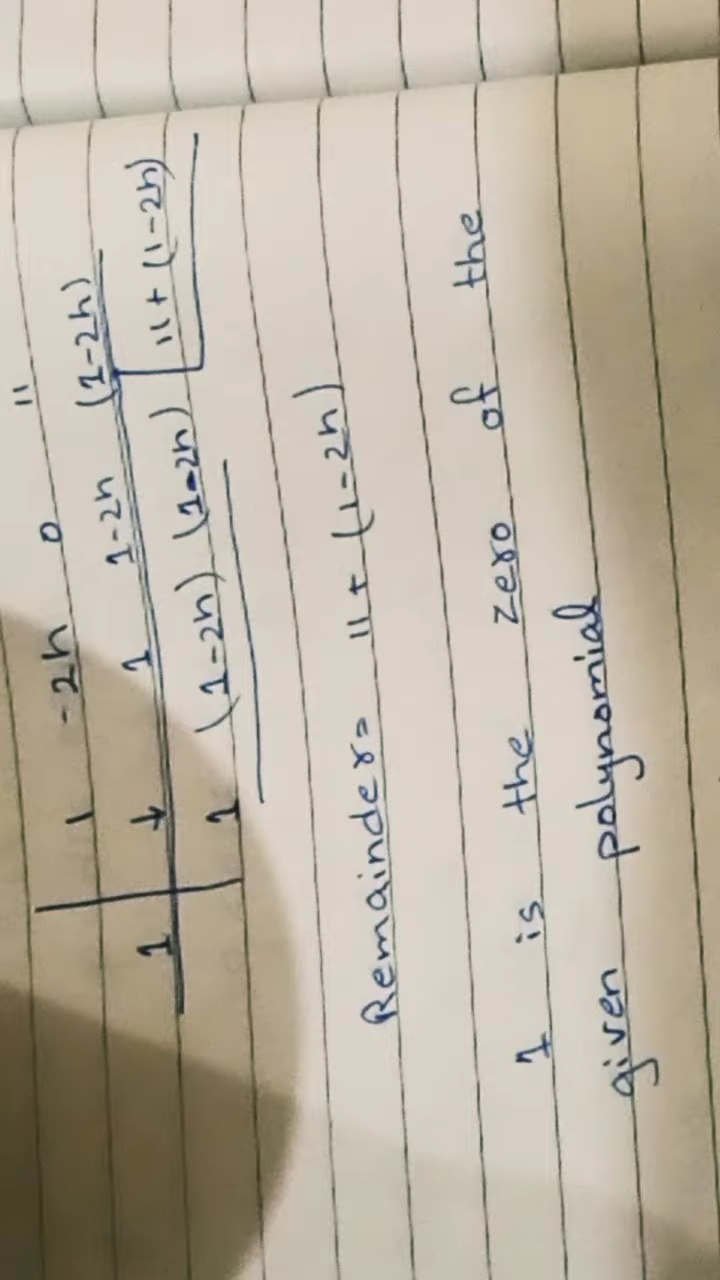 1 -2h 0 11
1 ↓ 1 1-2h (1-2h)
1 (1-2h) (1-2h) 11+(1-2h)
Remainder= 11+(1-2h)
1 is the zero of the
given polynomial